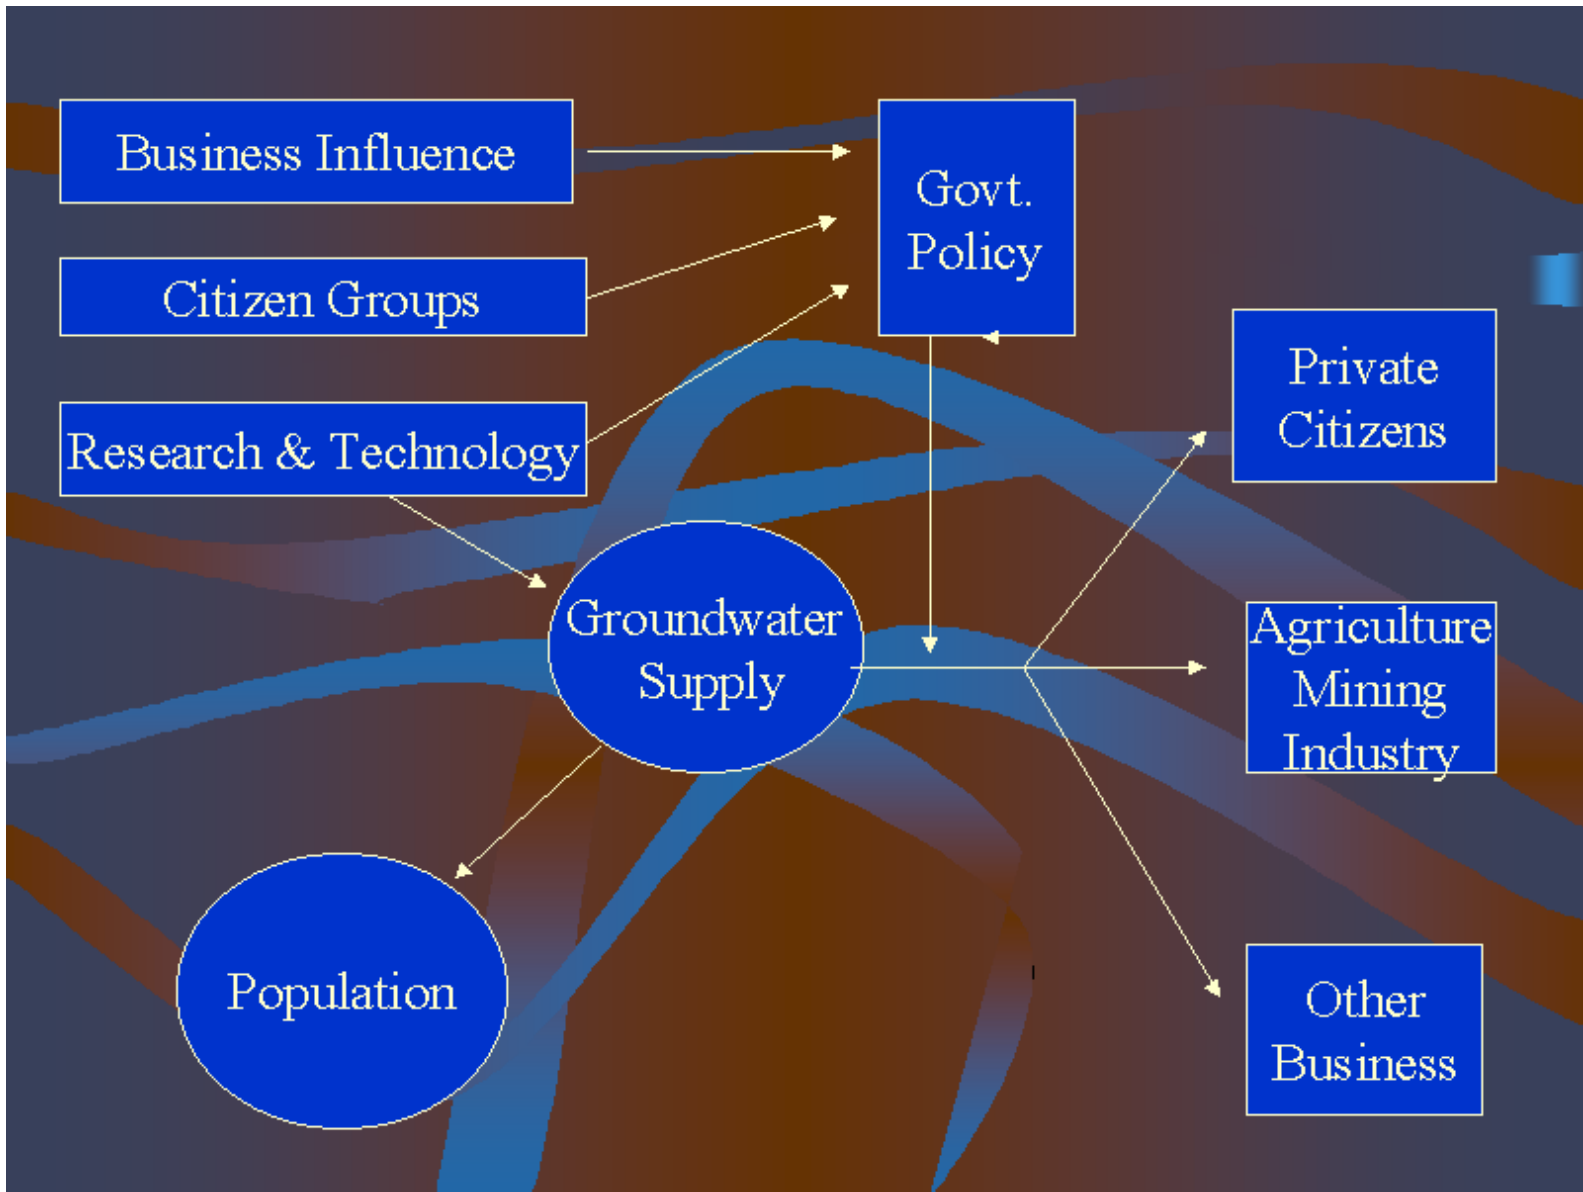 Business Influence
Govt.
Policy
Citizen Groups
Private
Citizens
Research & Technology
Groundwater
Supply
Agriculture
Mining
Industry
Population
Other
Business